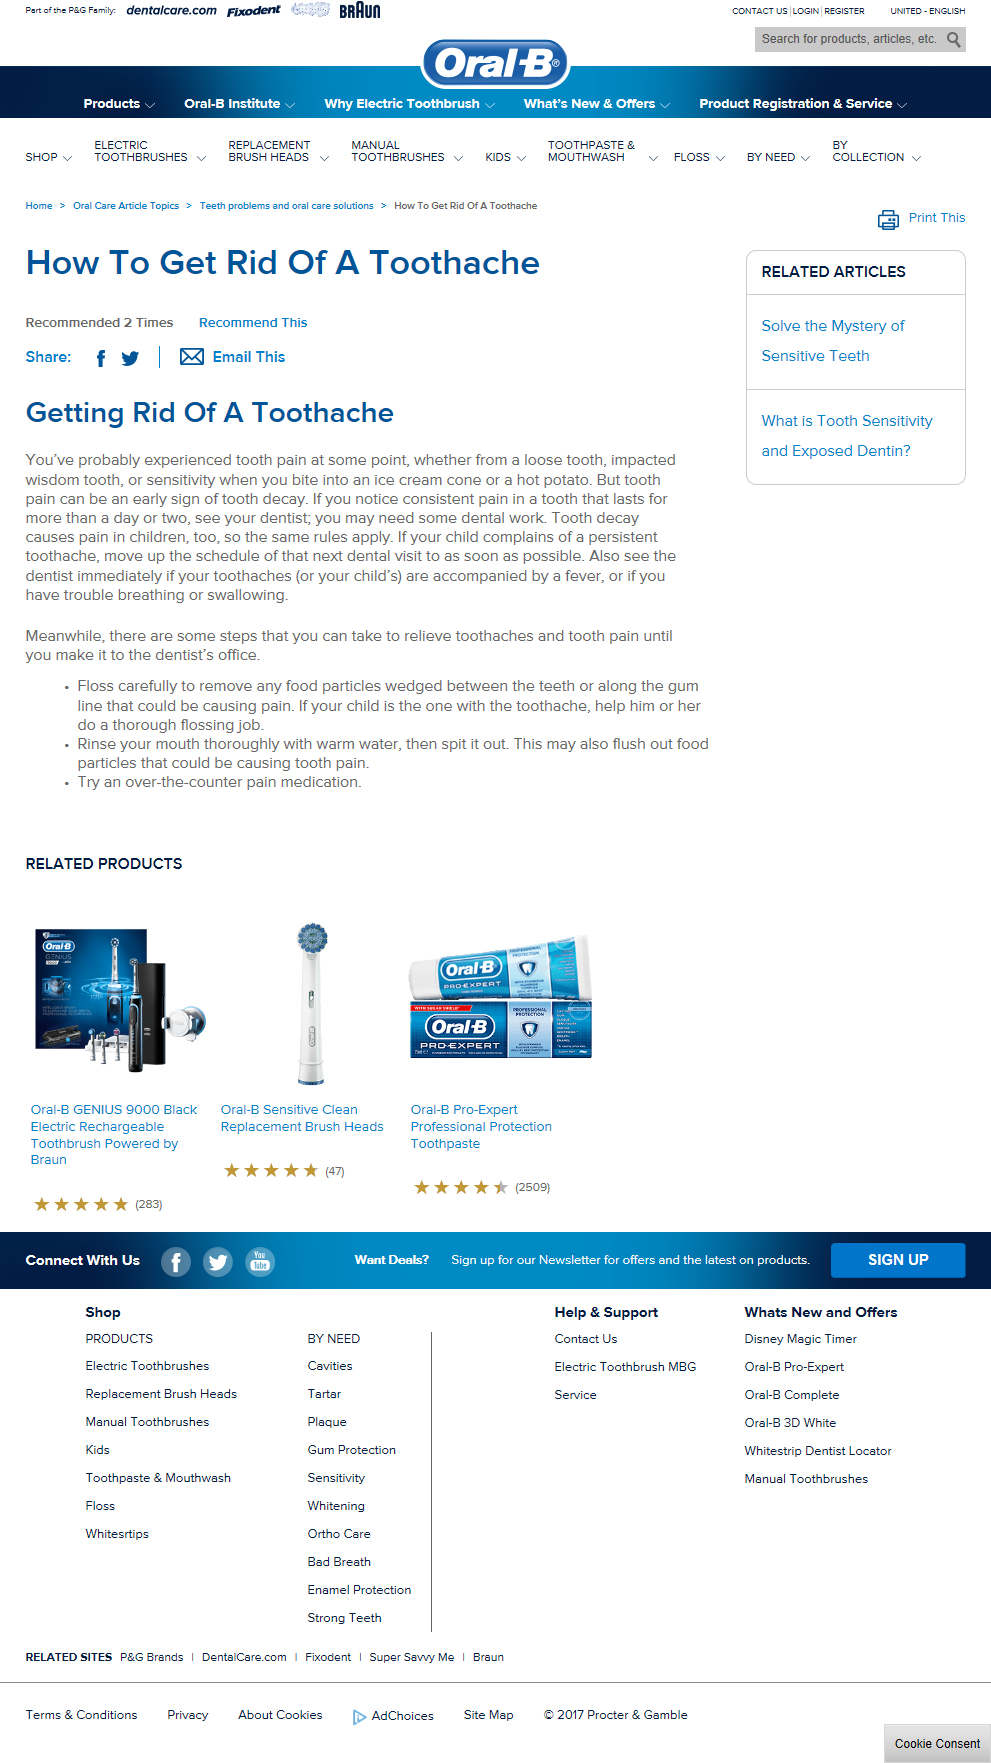 Part of the P&G Family: dentalcare.com Fixodent BRAUN
CONTACT US | LOGIN | REGISTER UNITED - ENGLISH
Search for products, articles, etc.
Oral-B®
Products Oral-B Institute Why Electric Toothbrush What's New & Offers Product Registration & Service
SHOP
ELECTRIC
TOOTHBRUSHES
REPLACEMENT
BRUSH HEADS
MANUAL
TOOTHBRUSHES
KIDS
TOOTHPASTE &
MOUTHWASH
FLOSS
BY NEED
BY
COLLECTION
Home > Oral Care Article Topics > Teeth problems and oral care solutions > How To Get Rid Of A Toothache
Print This
How To Get Rid Of A Toothache
Recommended 2 Times Recommend This
Share: Email This
RELATED ARTICLES
Solve the Mystery of
Sensitive Teeth
What is Tooth Sensitivity
and Exposed Dentin?
Getting Rid Of A Toothache
You've probably experienced tooth pain at some point, whether from a loose tooth, impacted
wisdom tooth, or sensitivity when you bite into an ice cream cone or a hot potato. But tooth
pain can be an early sign of tooth decay. If you notice consistent pain in a tooth that lasts for
more than a day or two, see your dentist; you may need some dental work. Tooth decay
causes pain in children, too, so the same rules apply. If your child complains of a persistent
toothache, move up the schedule of that next dental visit to as soon as possible. Also see the
dentist immediately if your toothaches (or your child's) are accompanied by a fever, or if you
have trouble breathing or swallowing.
Meanwhile, there are some steps that you can take to relieve toothaches and tooth pain until
you make it to the dentist's office.
• Floss carefully to remove any food particles wedged between the teeth or along the gum
line that could be causing pain. If your child is the one with the toothache, help him or her
do a thorough flossing job.
• Rinse your mouth thoroughly with warm water, then spit it out. This may also flush out food
particles that could be causing tooth pain.
• Try an over-the-counter pain medication.
RELATED PRODUCTS
Oral-B
GENIUS
Oral-B
PRO-EXPERT
PROFESSIONAL
PROTECTION
Oral-B
PRO-EXPERT
PROFESSIONAL
PROTECTION
Oral-B GENIUS 9000 Black
Electric Rechargeable
Toothbrush Powered by
Braun
(283)
Oral-B Sensitive Clean
Replacement Brush Heads
(47)
Oral-B Pro-Expert
Professional Protection
Toothpaste
(2509)
Connect With Us You Tube Want Deals? Sign up for our Newsletter for offers and the latest on products. SIGN UP
Shop
PRODUCTS
Electric Toothbrushes
Replacement Brush Heads
Manual Toothbrushes
Kids
Toothpaste & Mouthwash
Floss
Whitesrtips
BY NEED
Cavities
Tartar
Plaque
Gum Protection
Sensitivity
Whitening
Ortho Care
Bad Breath
Enamel Protection
Strong Teeth
Help & Support
Contact Us
Electric Toothbrush MBG
Service
Whats New and Offers
Disney Magic Timer
Oral-B Pro-Expert
Oral-B Complete
Oral-B 3D White
Whitestrip Dentist Locator
Manual Toothbrushes
RELATED SITES P&G Brands | DentalCare.com | Fixodent | Super Savvy Me | Braun
Terms & Conditions Privacy About Cookies AdChoices Site Map © 2017 Procter & Gamble
Cookie Consent